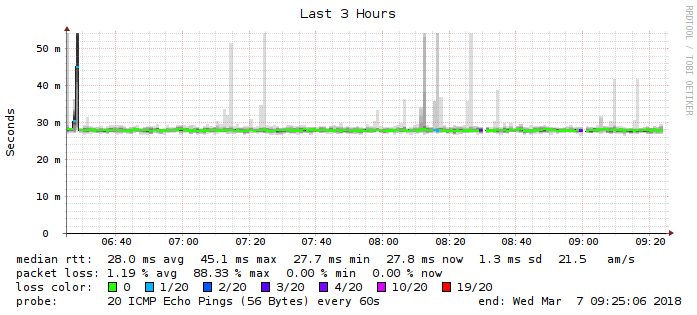 Last 3 Hours
RRDTOOL / TOBI OETIKER
Seconds
50 m
40 m
30 m
20 m
10 m
0
06:40 07:00 07:20 07:40 08:00 08:20 08:40 09:00 09:20
median rtt: 28.0 ms avg 45.1 ms max 27.7 ms min 27.8 ms now 1.3 ms sd 21.5 am/s
packet loss: 1.19 % avg 88.33 % max 0.00 % min 0.00 % now
loss color: 0 1/20 2/20 3/20 4/20 10/20 19/20
probe: 20 ICMP Echo Pings (56 Bytes) every 60s end: Wed Mar 7 09:25:06 2018